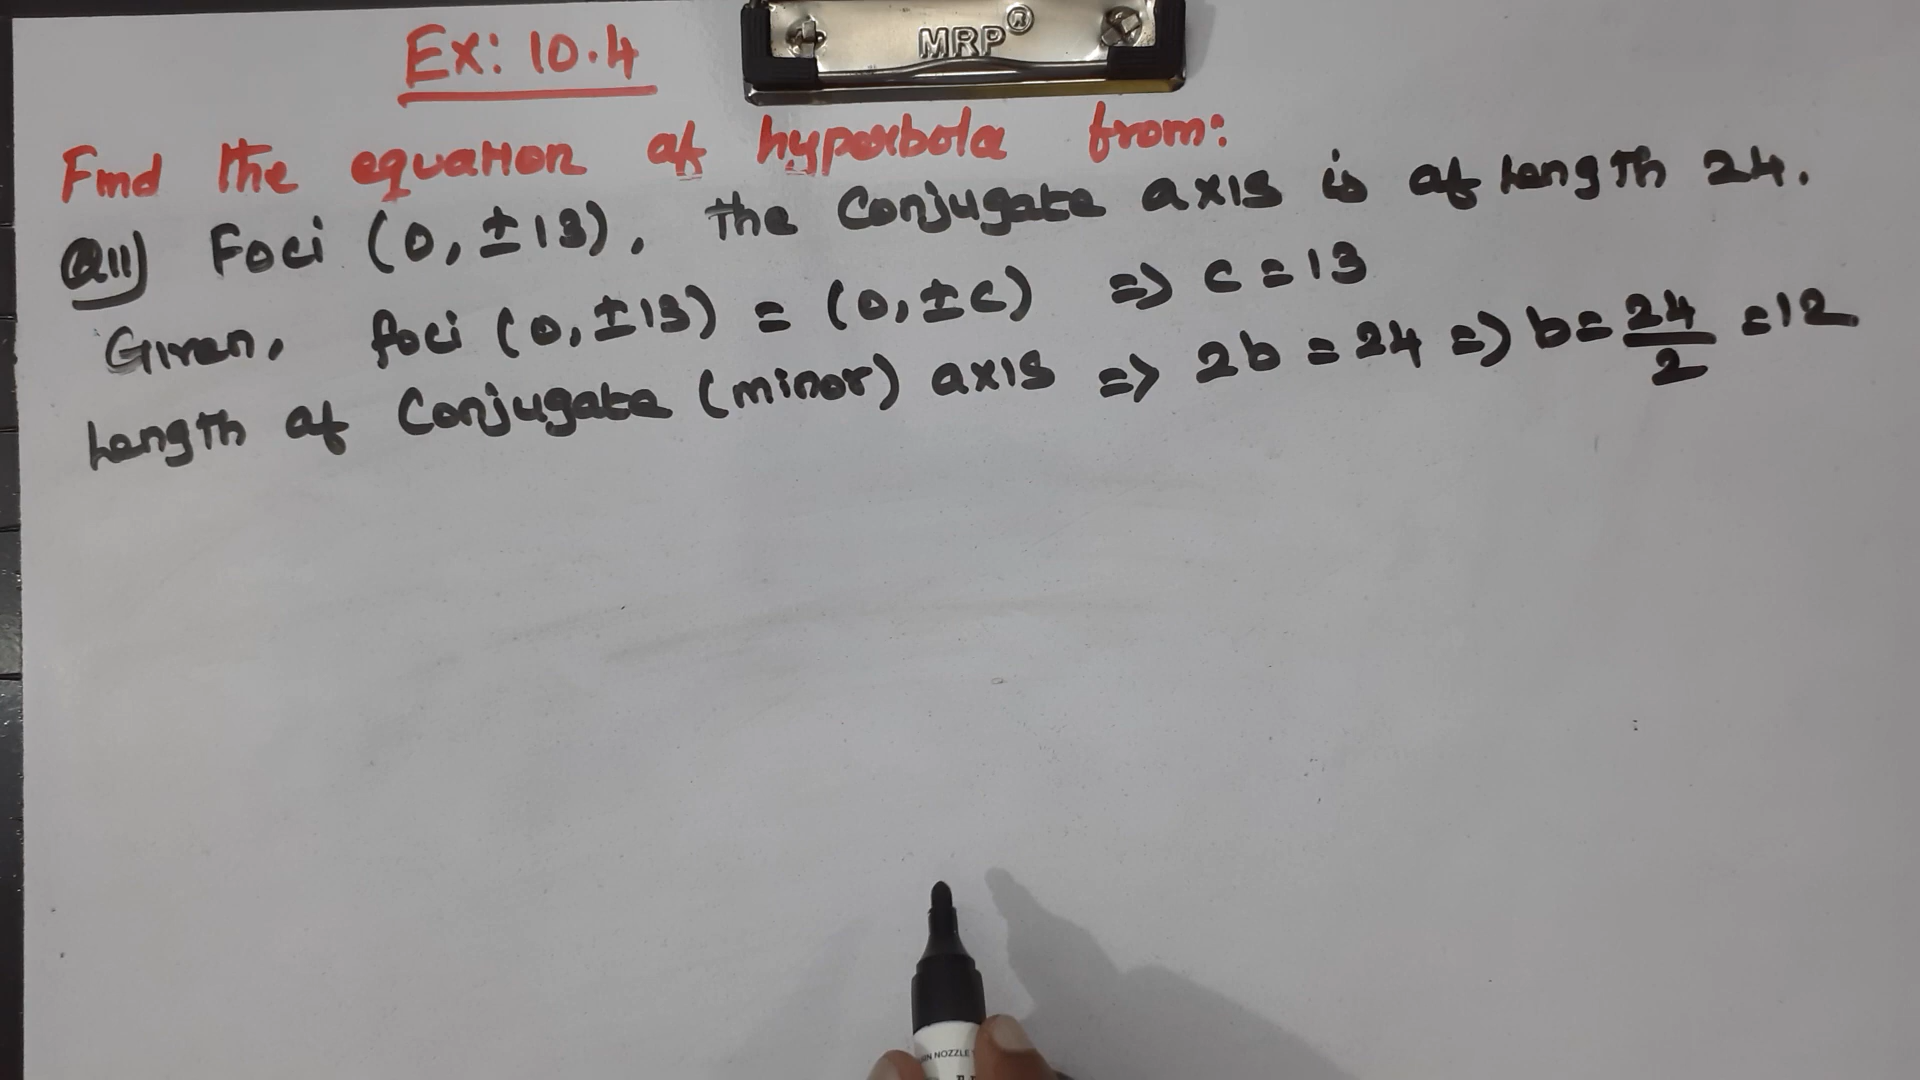 MRP®
Ex: 10.4
Find the equation of hyperbola from:
Q11) Foci (0, ±13), the Conjugate axis is of length 24.
Given, foci (0, ±13) = (0, ±c) => c = 13
Length of Conjugate (minor) axis => 2b = 24 => b = 24/2 = 12
NOZZLE